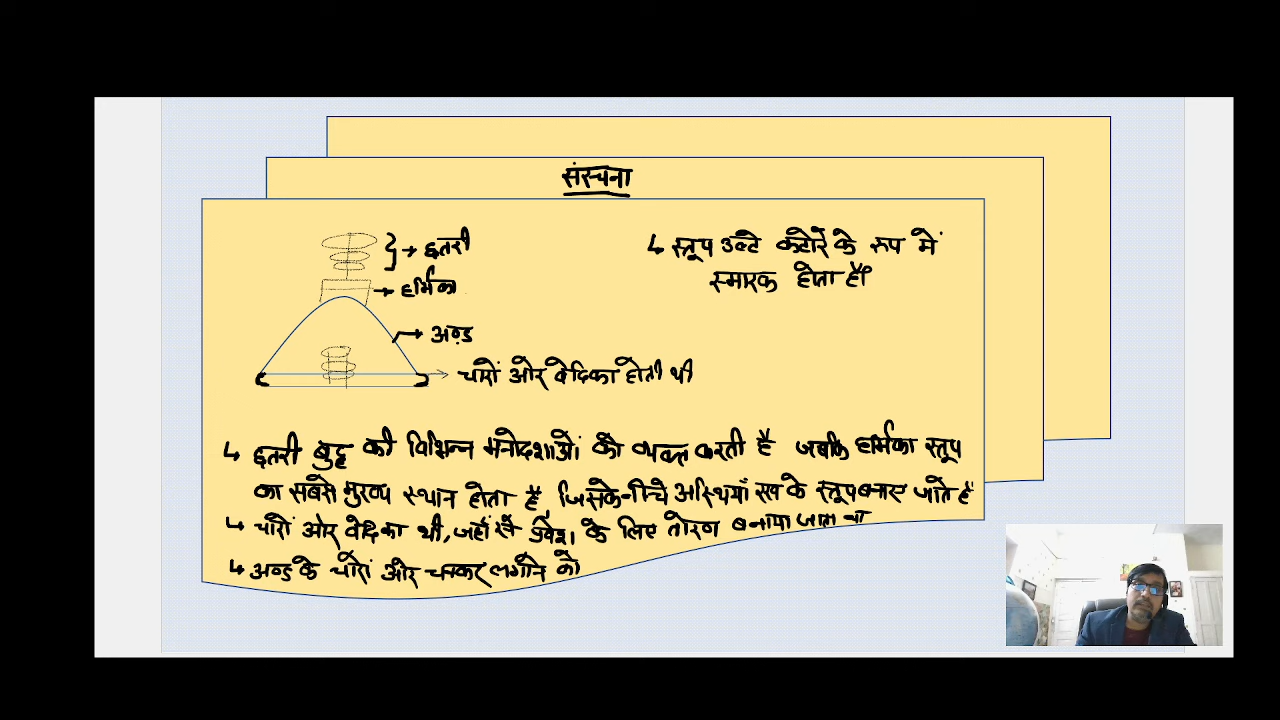 संरचना
छतरी
हर्मिका
अण्ड
चारों ओर वेदिका होती थी
↳ स्तूप उल्टे कटोरे के रूप में
स्मारक होता है।
↳ छतरी बुद्ध की विभिन्न मनोदशाओं को व्यक्त करती है जबकि हर्मिका स्तूप
का सबसे मुख्य स्थान होता है जिसके नीचे अस्थियाँ रख के स्तूप बनाए जाते हैं
↳ चारों ओर वेदिका थी, जहाँ से प्रवेश के लिए तोरण बनाया जाता था
↳ अण्ड के चारों ओर चक्कर लगाने को